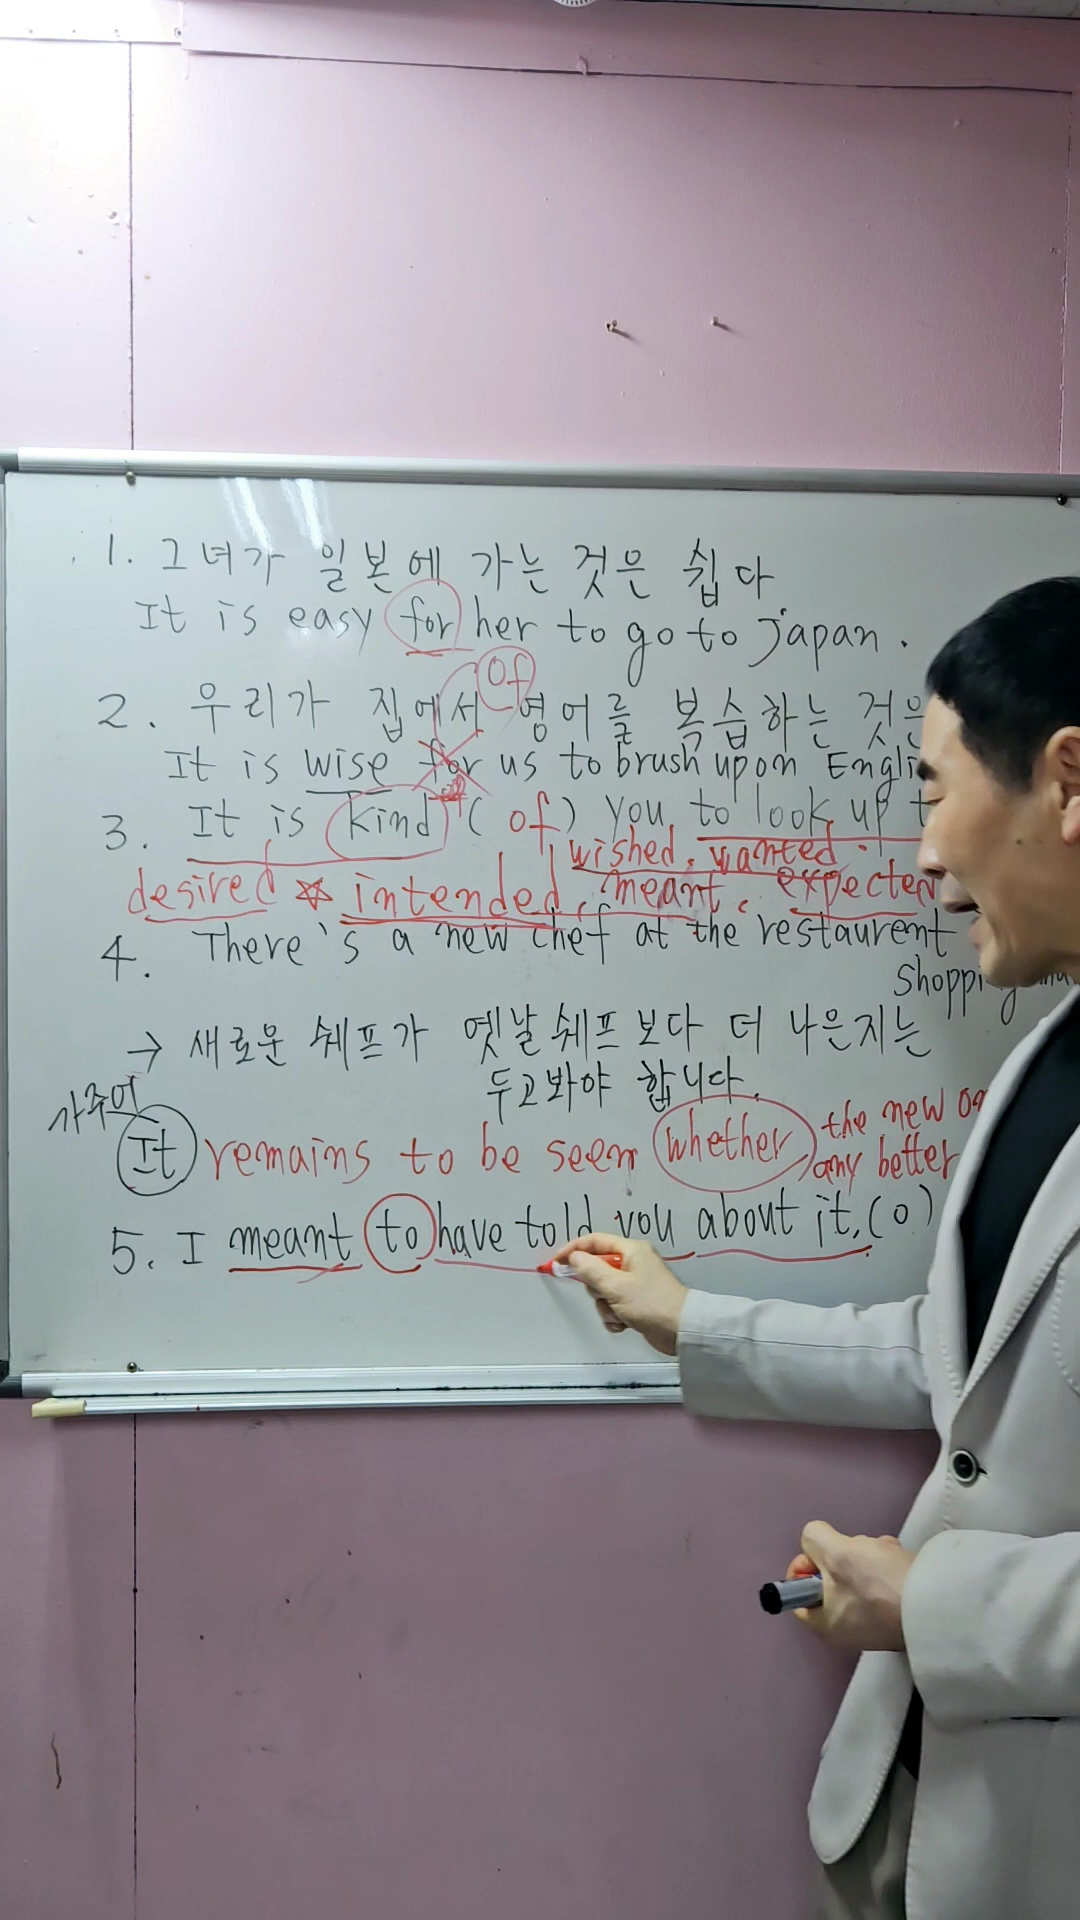 1. 그녀가 일본에 가는 것은 쉽다
It is easy for her to go to Japan.
of
2. 우리가 집에서 영어를 복습하는 것은
It is wise for us to brush upon Engli
3. It is kind (of) you to look up t
wished, wanted.
desired ☆ intended, meant, expected
4. There's a new chef at the restaurent
shopping
→ 새로운 쉐프가 옛날 쉐프보다 더 나은지는
두고봐야 합니다.
가주어
It remains to be seen whether the new on
any better
5. I meant to have told you about it. (o)